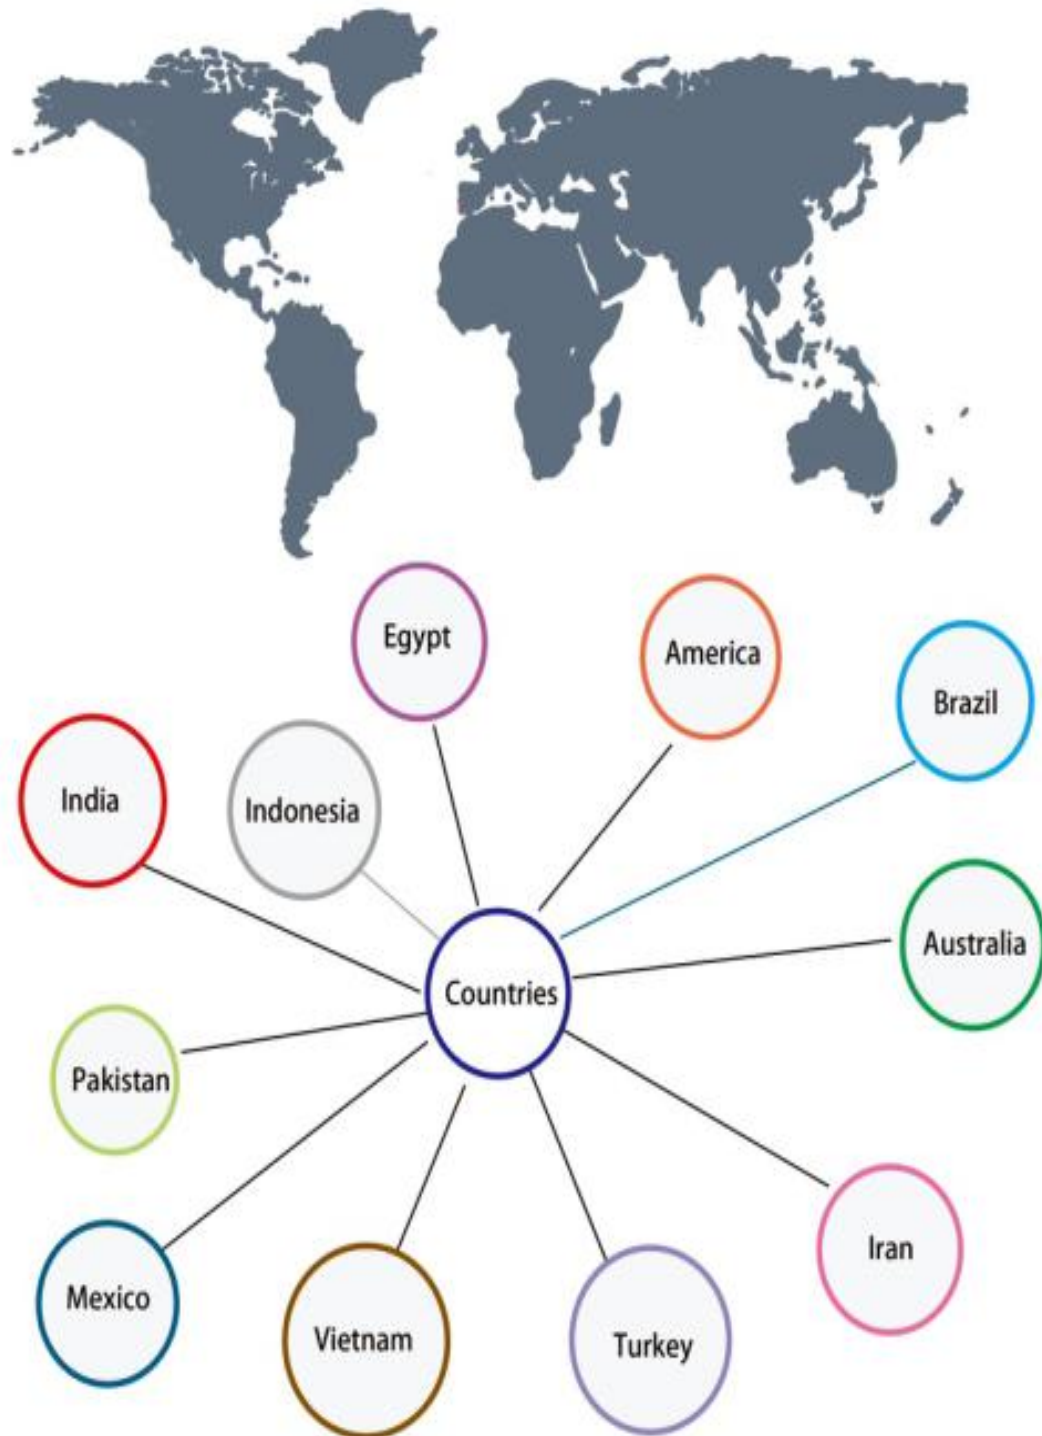 Egypt
America
Brazil
India
Indonesia
Australia
Countries
Pakistan
Iran
Mexico
Vietnam
Turkey